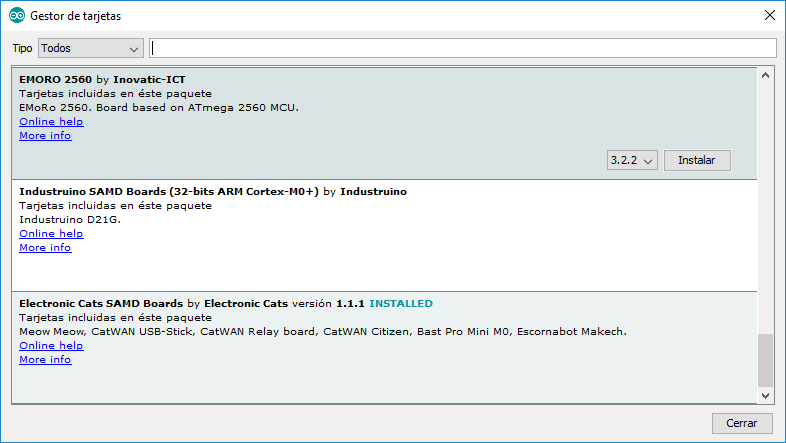 Gestor de tarjetas
Tipo Todos
EMORO 2560 by Inovatic-ICT
Tarjetas incluidas en éste paquete
EMoRo 2560. Board based on ATmega 2560 MCU.
Online help
More info
3.2.2 Instalar
Industruino SAMD Boards (32-bits ARM Cortex-M0+) by Industruino
Tarjetas incluidas en éste paquete
Industruino D21G.
Online help
More info
Electronic Cats SAMD Boards by Electronic Cats versión 1.1.1 INSTALLED
Tarjetas incluidas en éste paquete
Meow Meow, CatWAN USB-Stick, CatWAN Relay board, CatWAN Citizen, Bast Pro Mini M0, Escornabot Makech.
Online help
More info
Cerrar